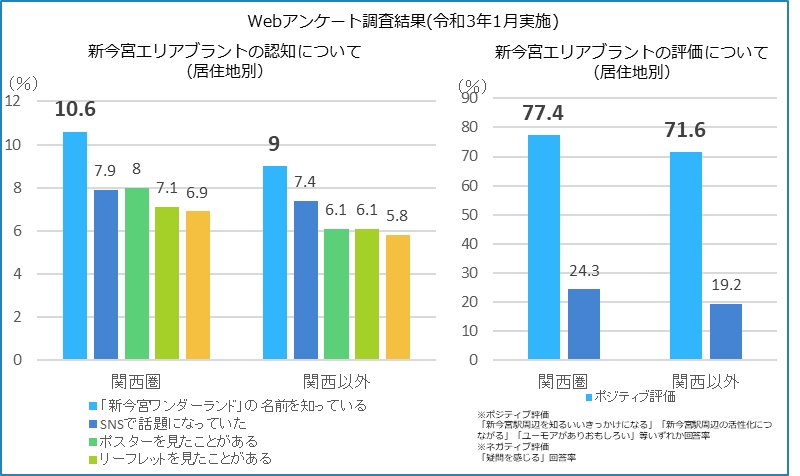 Webアンケート調査結果(令和3年1月実施)
新今宮エリアブラントの認知について
(居住地別)
(%)
12
10
8
6
4
2
0
10.6
7.9
8
7.1
6.9
9
7.4
6.1
6.1
5.8
関西圏
関西以外
「新今宮ワンダーランド」の 名前を知っている
SNSで話題になっていた
ポスターを見たことがある
リーフレットを見たことがある
新今宮エリアブラントの評価について
(居住地別)
(%)
90
80
70
60
50
40
30
20
10
0
77.4
24.3
71.6
19.2
関西圏
関西以外
ポジティブ評価
※ポジティブ評価
「新今宮駅周辺を知るいいきっかけになる」「新今宮駅周辺の活性化につ
ながる」「ユーモアがありおもしろい」等いずれか回答率
※ネガティブ評価
「疑問を感じる」回答率